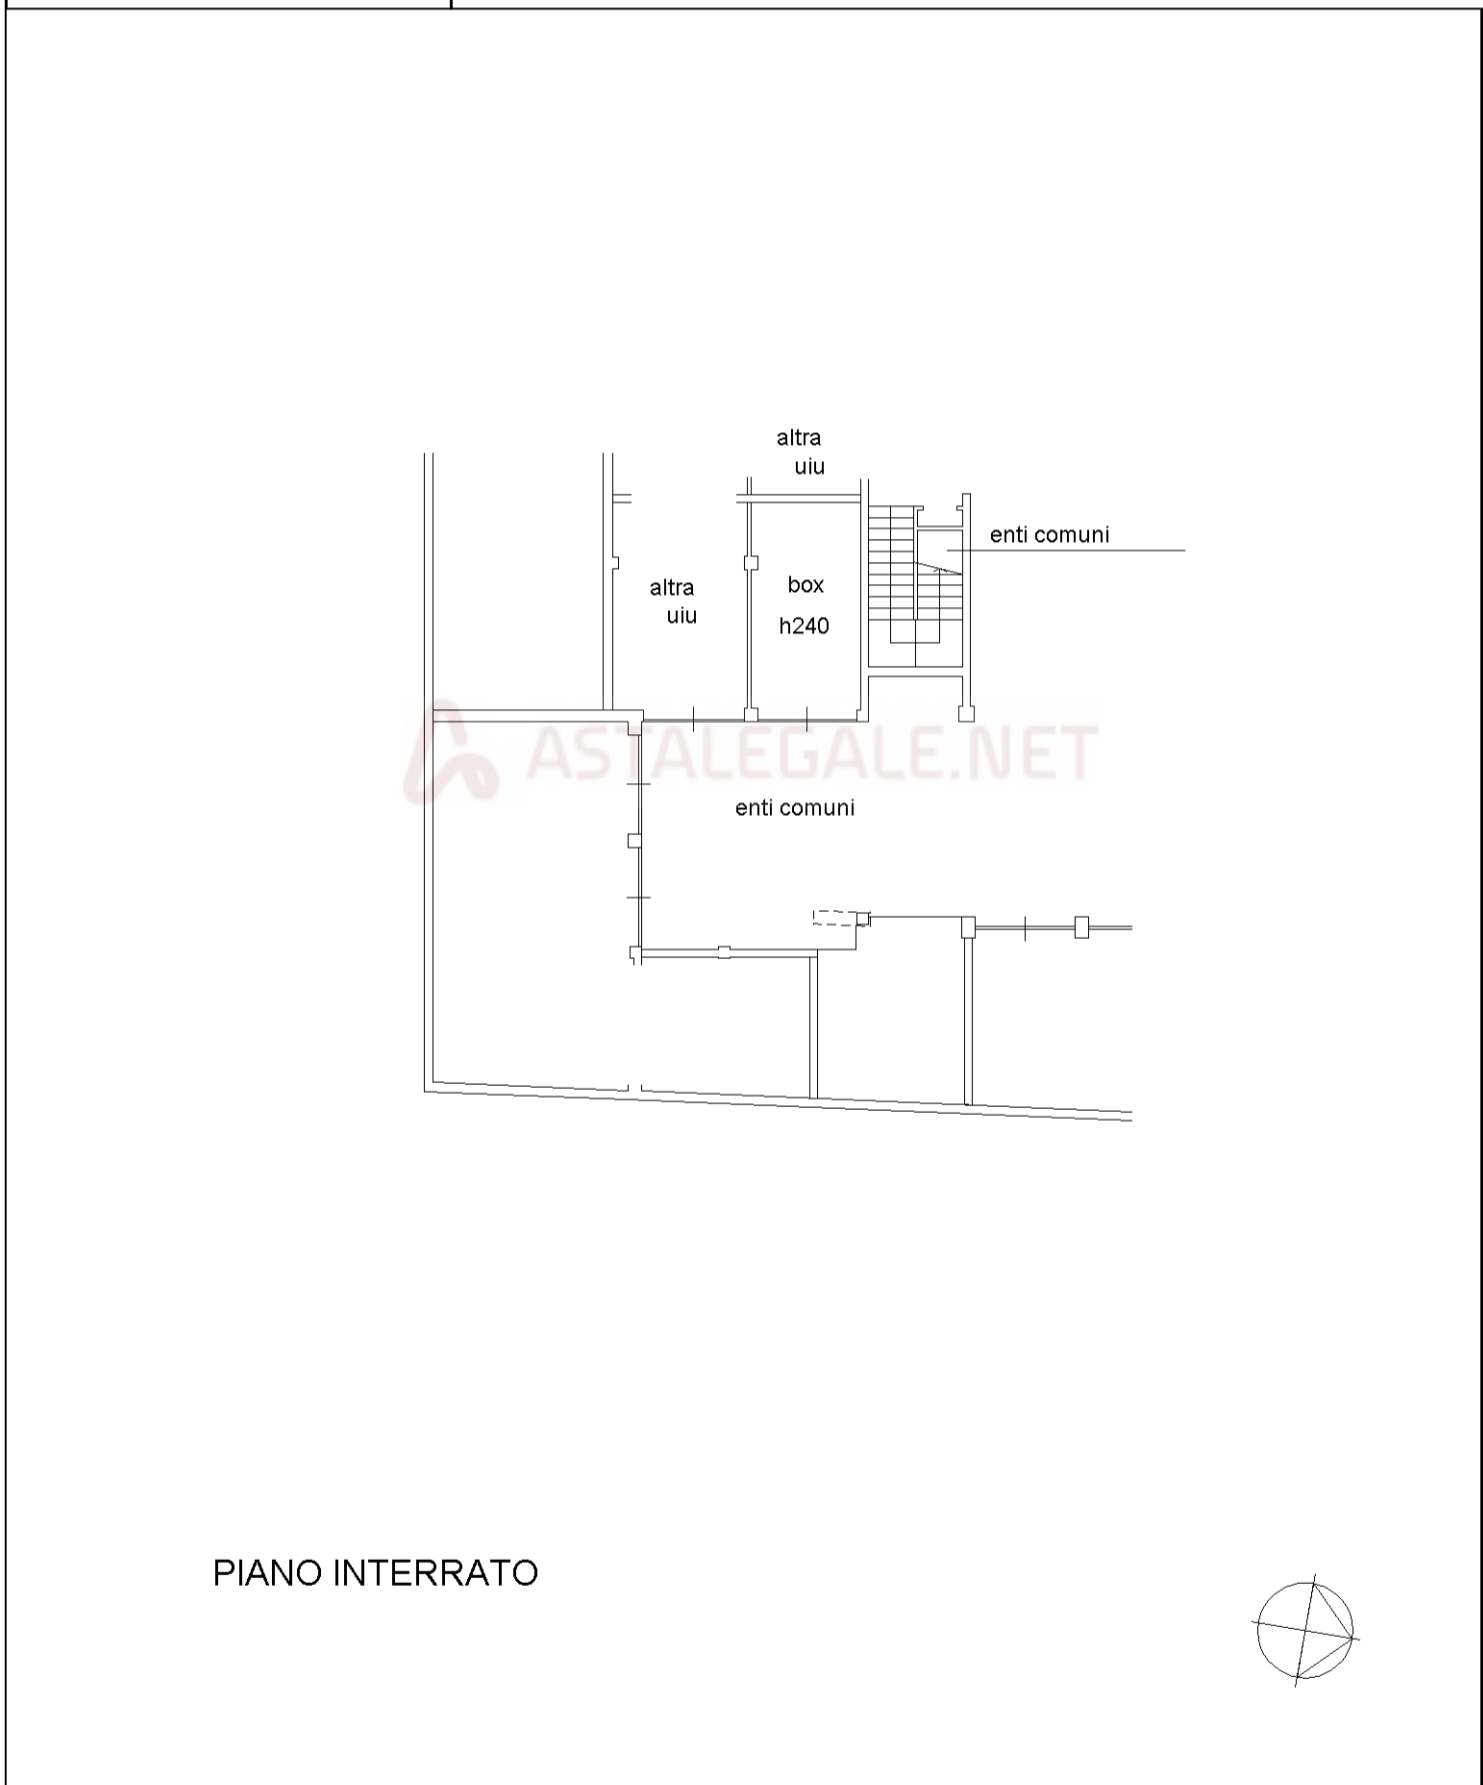 altra
uiu
enti comuni
altra
uiu
box
h240
ASTALEGALE.NET
enti comuni
PIANO INTERRATO